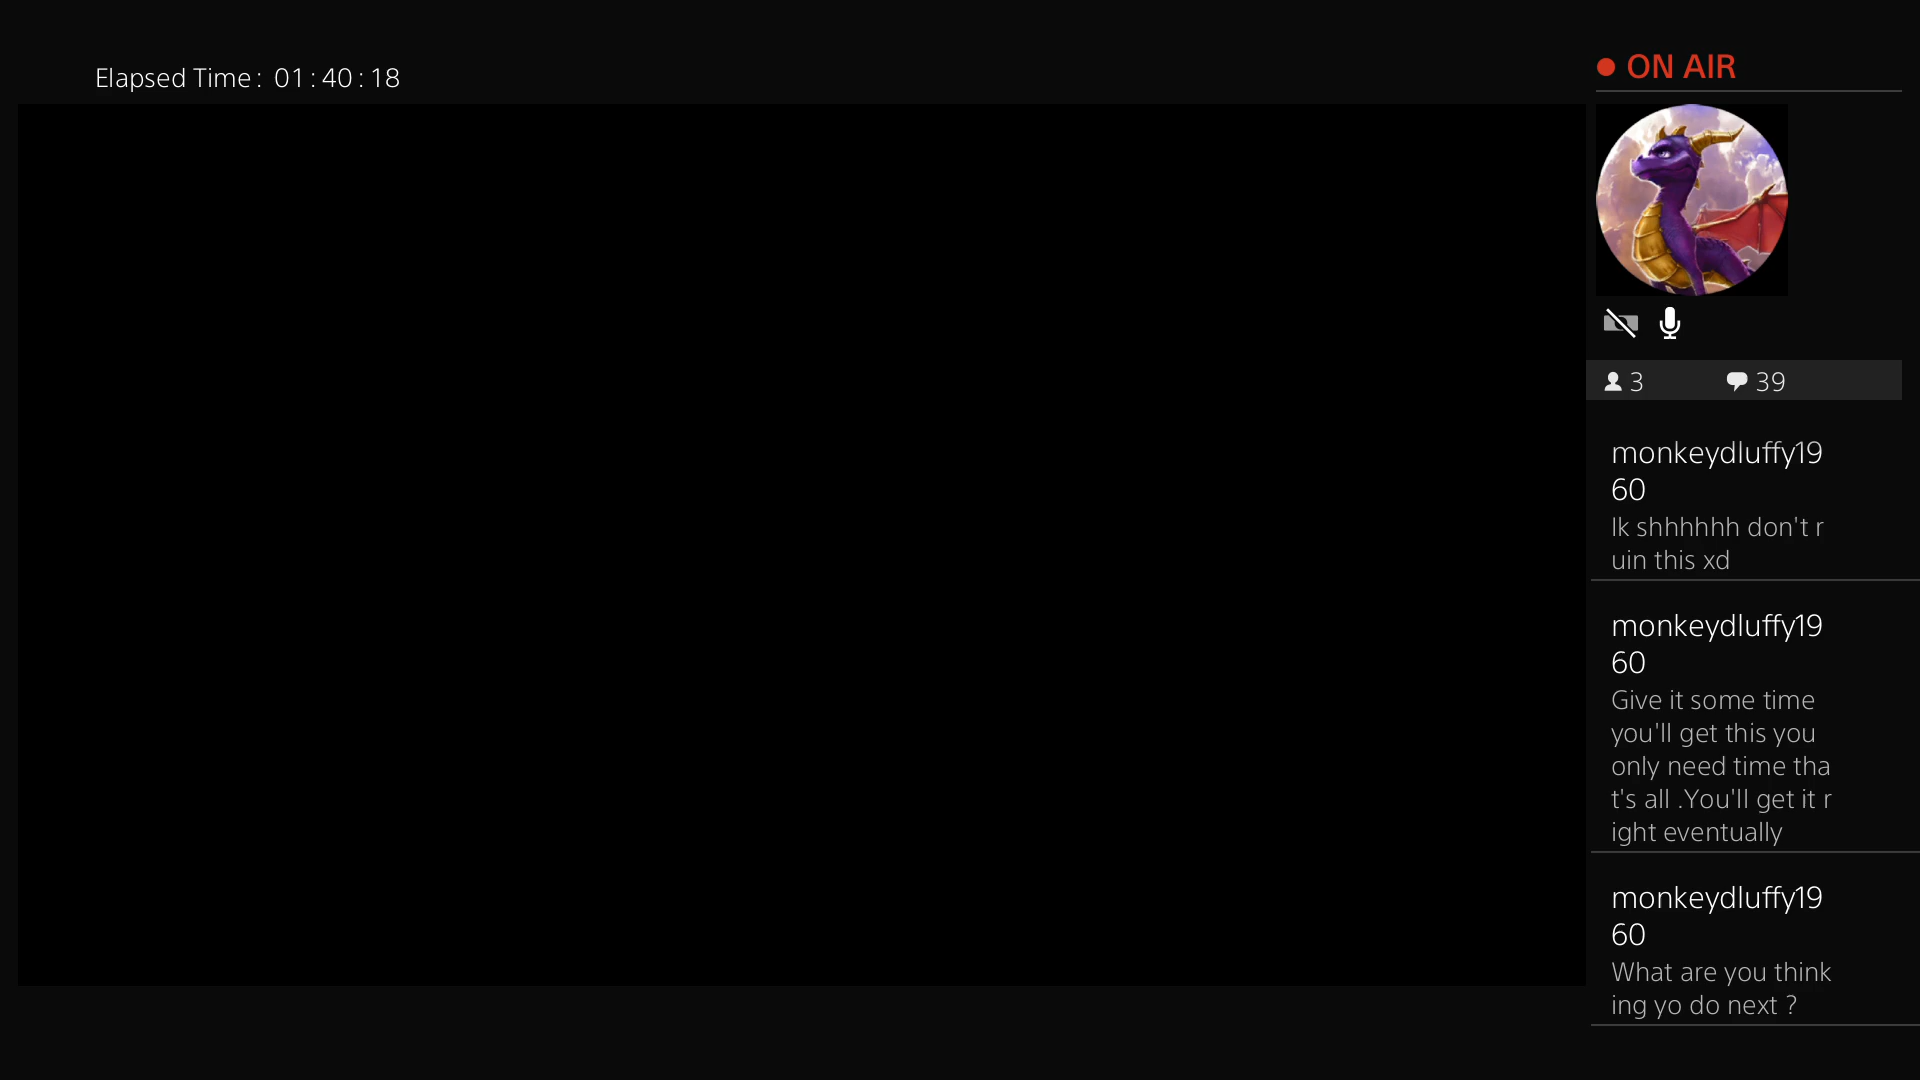 Elapsed Time: 01:40:18
ON AIR
3
39
monkeydluffy19
60
Ik shhhhhh don't r
uin this xd
monkeydluffy19
60
Give it some time
you'll get this you
only need time tha
t's all .You'll get it r
ight eventually
monkeydluffy19
60
What are you think
ing yo do next ?